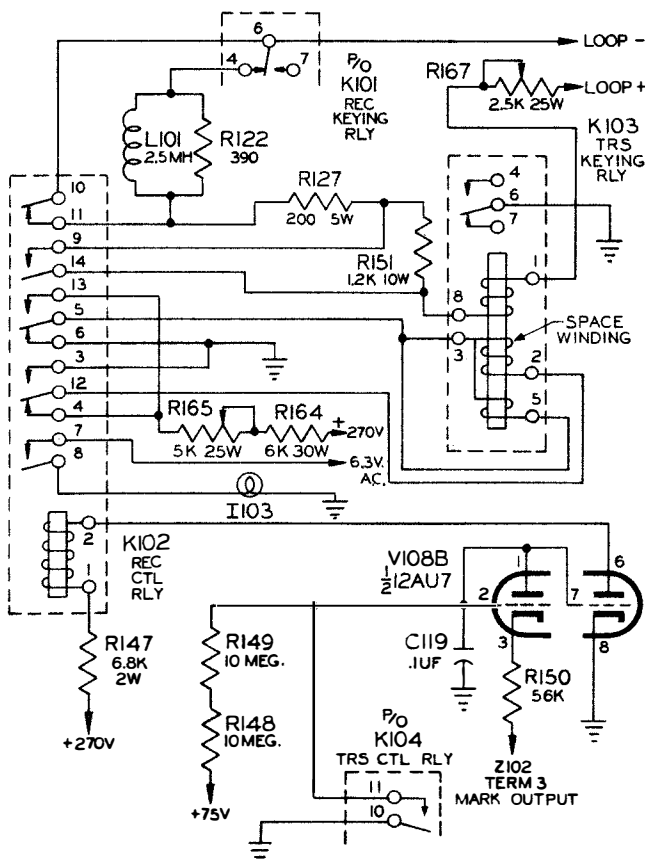 6
4
7
P/O
K101
REC
KEYING
RLY
LOOP -
R167
2.5K 25W
LOOP +
K103
TRS
KEYING
RLY
L101
2.5MH
R122
390
10
11
9
14
13
5
6
3
12
4
7
8
R127
200 5W
R151
1.2K 10W
4
6
7
1
8
3
2
5
SPACE
WINDING
R165
5K 25W
R164
6K 30W
+
270V
6.3V.
AC.
I103
2
1
K102
REC
CTL
RLY
R147
6.8K
2W
+270V
V108B
½12AU7
1
2
3
6
7
8
C119
.1UF
R150
56K
Z102
TERM 3
MARK OUTPUT
R149
10 MEG.
R148
10 MEG.
+75V
P/O
K104
TRS CTL RLY
11
10